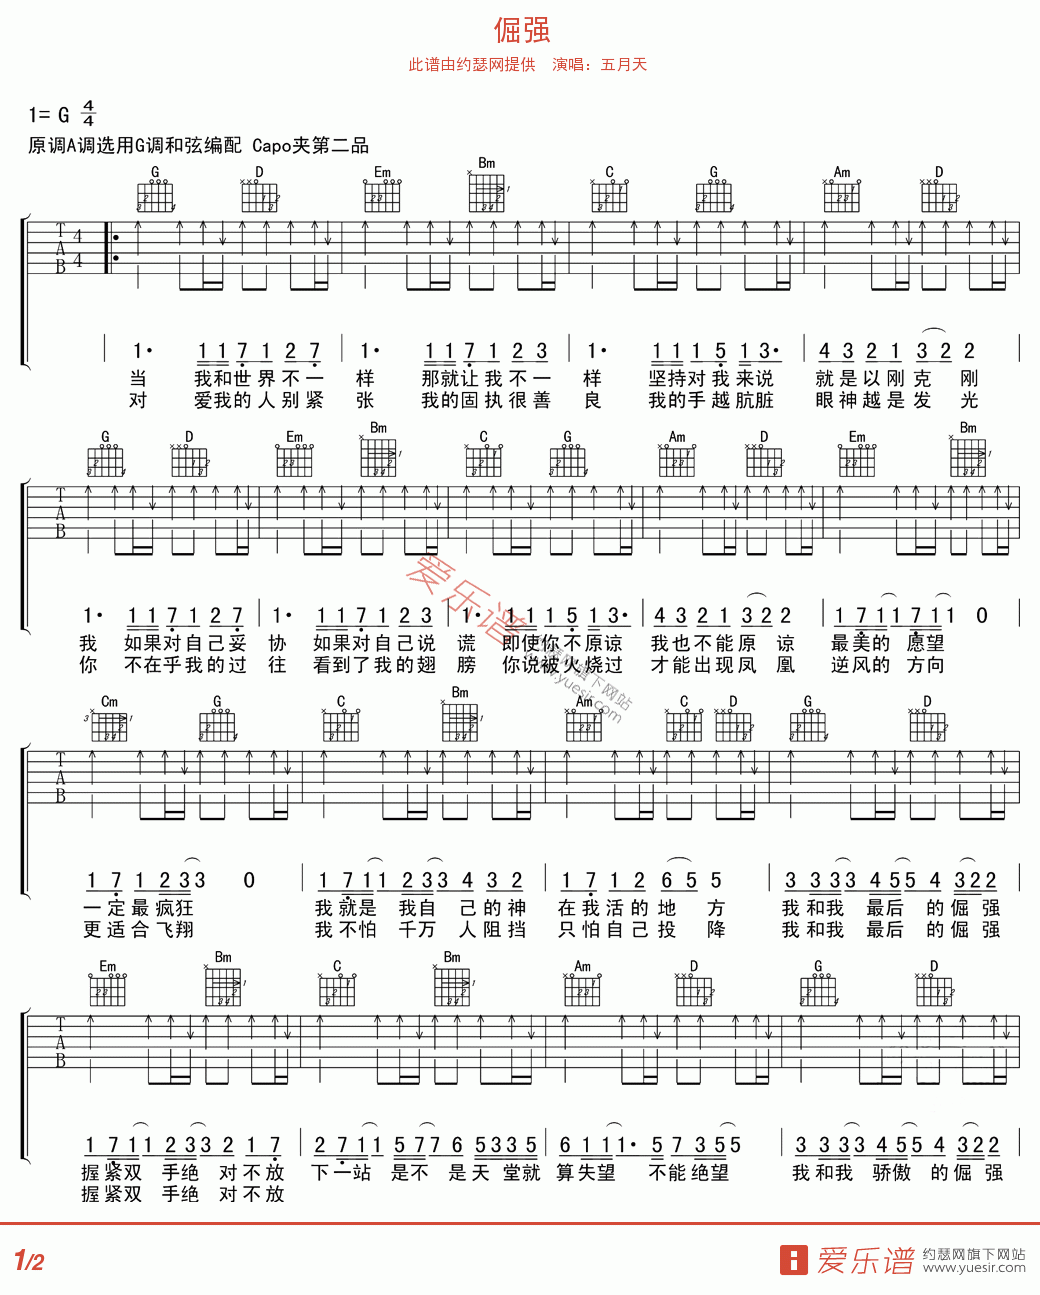 倔强
此谱由约瑟网提供 演唱：五月天
1= G 4/4
原调A调选用G调和弦编配 Capo夹第二品
G D Em Bm C G Am D
1· 1 1 7 1 2 7 1· 1 1 7 1 2 3 1· 1 1 1 5 1 3· 4 3 2 1 3 2 2
当 我和世界不一 样 那就让我不一 样 坚持对我来说 就是以刚克 刚
对 爱我的人别紧 张 我的固执很善 良 我的手越肮脏 眼神越是发 光
G D Em Bm C G Am D Em Bm
1· 1 1 7 1 2 7 1· 1 1 7 1 2 3 1· 1 1 1 5 1 3· 4 3 2 1 3 2 2 1 7 1 1 1 7 1 1 0
我 如果对自己妥 协 如果对自己说 谎 即使你不原谅 我也不能原 谅 最美的 愿望
你 不在乎我的过 往 看到了我的翅 膀 你说被火烧过 才能出现凤 凰 逆风的 方向
爱乐谱
约瑟网旗下网站
www.yuesir.com
Cm G C Bm Am C D G D
1 7 1 2 3 3 0 1 7 1 1 2 3 3 4 3 2 1 7 1 2 6 5 5 3 3 3 3 4 5 5 4 3 2 2
一定最疯狂 我就是 我自 己的神 在我活的地 方 我和我 最后 的倔强
更适合飞翔 我不怕 千万 人阻挡 只怕自己投 降 我和我 最后 的倔强
Em Bm C Bm Am D G D
1 7 1 1 2 3 3 2 1 7 2 7 1 1 5 7 7 6 5 3 3 5 6 1 1· 5 7 3 5 5 3 3 3 3 4 5 5 4 3 2 2
握紧双 手绝 对不放 下一站 是不 是天堂就 算失望 不能绝望 我和我 骄傲 的倔强
握紧双 手绝 对不放
1/2
爱乐谱 约瑟网旗下网站
www.yuesir.com